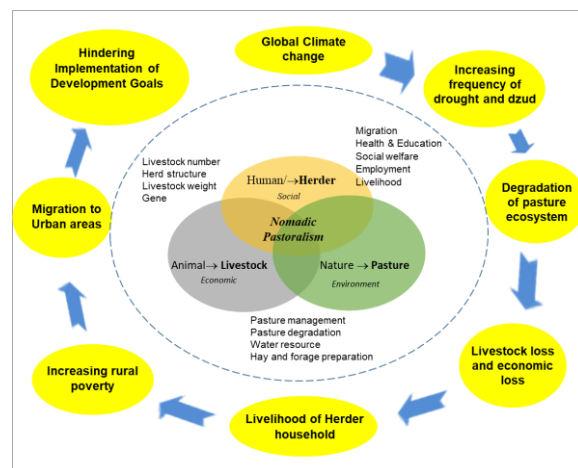 Hindering
Implementation of
Development Goals
Global Climate
change
Increasing
frequency of
drought and dzud
Degradation
of pasture
ecosystem
Livestock loss
and economic
loss
Livelihood of Herder
household
Increasing rural
poverty
Migration to
Urban areas
Livestock number
Herd structure
Livestock weight
Gene
Migration
Health & Education
Social welfare
Employment
Livelihood
Human/→Herder
Social
Nomadic
Pastoralism
Animal→ Livestock
Economic
Nature → Pasture
Environment
Pasture management
Pasture degradation
Water resource
Hay and forage preparation